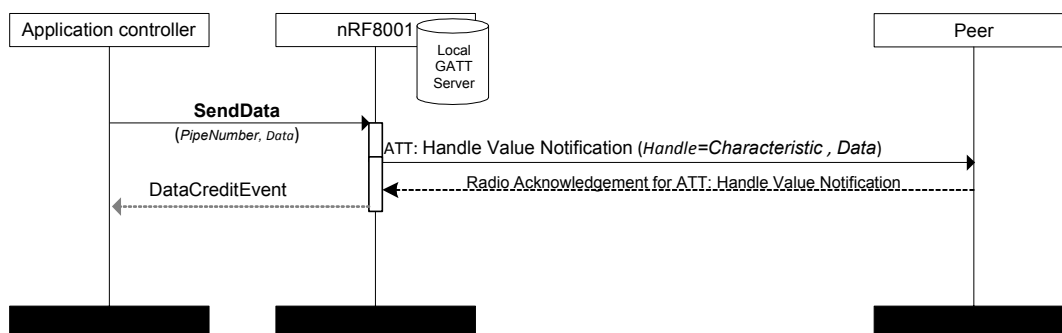 Application controller
nRF8001
Local
GATT
Server
Peer
SendData
(PipeNumber, Data)
ATT: Handle Value Notification (Handle=Characteristic , Data)
Radio Acknowledgement for ATT: Handle Value Notification
DataCreditEvent